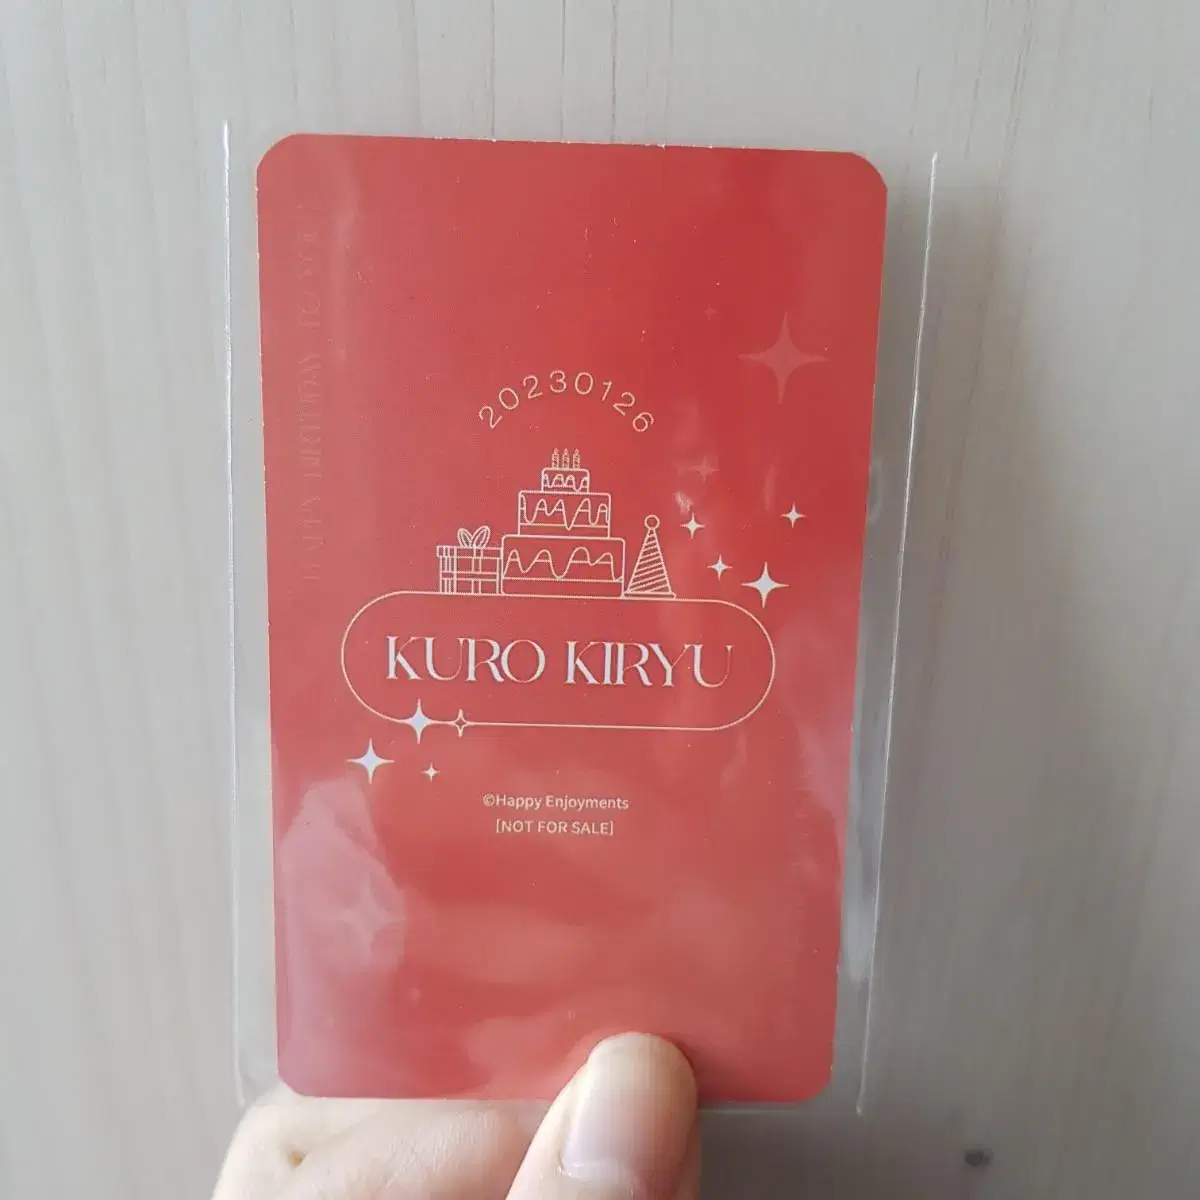 20230126
KURO KIRYU
©Happy Enjoyments
[NOT FOR SALE]